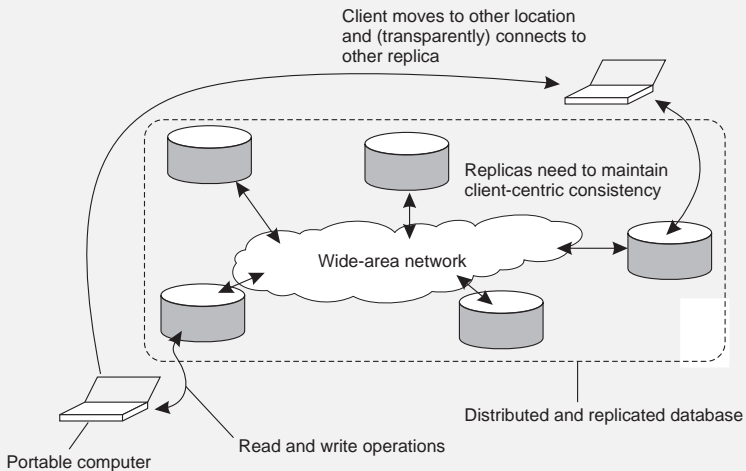 Client moves to other location
and (transparently) connects to
other replica
Replicas need to maintain
client-centric consistency
Wide-area network
Distributed and replicated database
Read and write operations
Portable computer